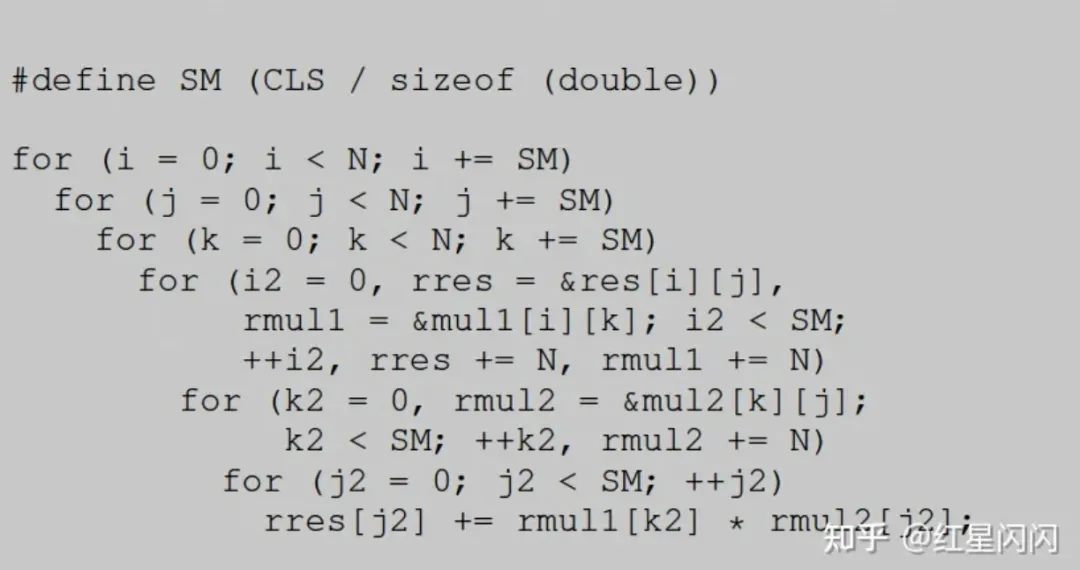 #define SM (CLS / sizeof (double))
for (i = 0; i < N; i += SM)
for (j = 0; j < N; j += SM)
for (k = 0; k < N; k += SM)
for (i2 = 0, rres = &res[i][j],
rmul1 = &mul1[i][k]; i2 < SM;
++i2, rres += N, rmul1 += N)
for (k2 = 0, rmul2 = &mul2[k][j];
k2 < SM; ++k2, rmul2 += N)
for (j2 = 0; j2 < SM; ++j2)
rres[j2] += rmul1[k2] * rmul2[j2];
知乎 @红星闪闪